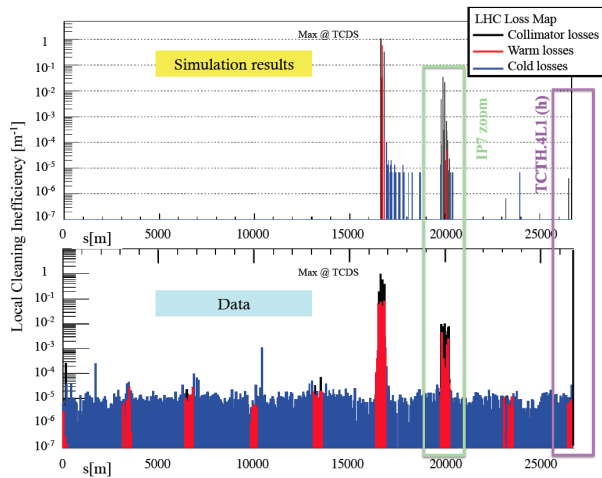 LHC Loss Map
Collimator losses
Warm losses
Cold losses
Max @ TCDS
Simulation results
IP7 zoom
TCTH.4L1 (h)
Local Cleaning Inefficiency [m⁻¹]
1
10⁻¹
10⁻²
10⁻³
10⁻⁴
10⁻⁵
10⁻⁶
10⁻⁷
0 5000 10000 15000 20000 25000
s[m]
Max @ TCDS
Data
1
10⁻¹
10⁻²
10⁻³
10⁻⁴
10⁻⁵
10⁻⁶
10⁻⁷
0 5000 10000 15000 20000 25000
s[m]